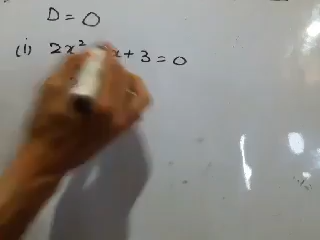 D = 0
(i) 2x² x + 3 = 0